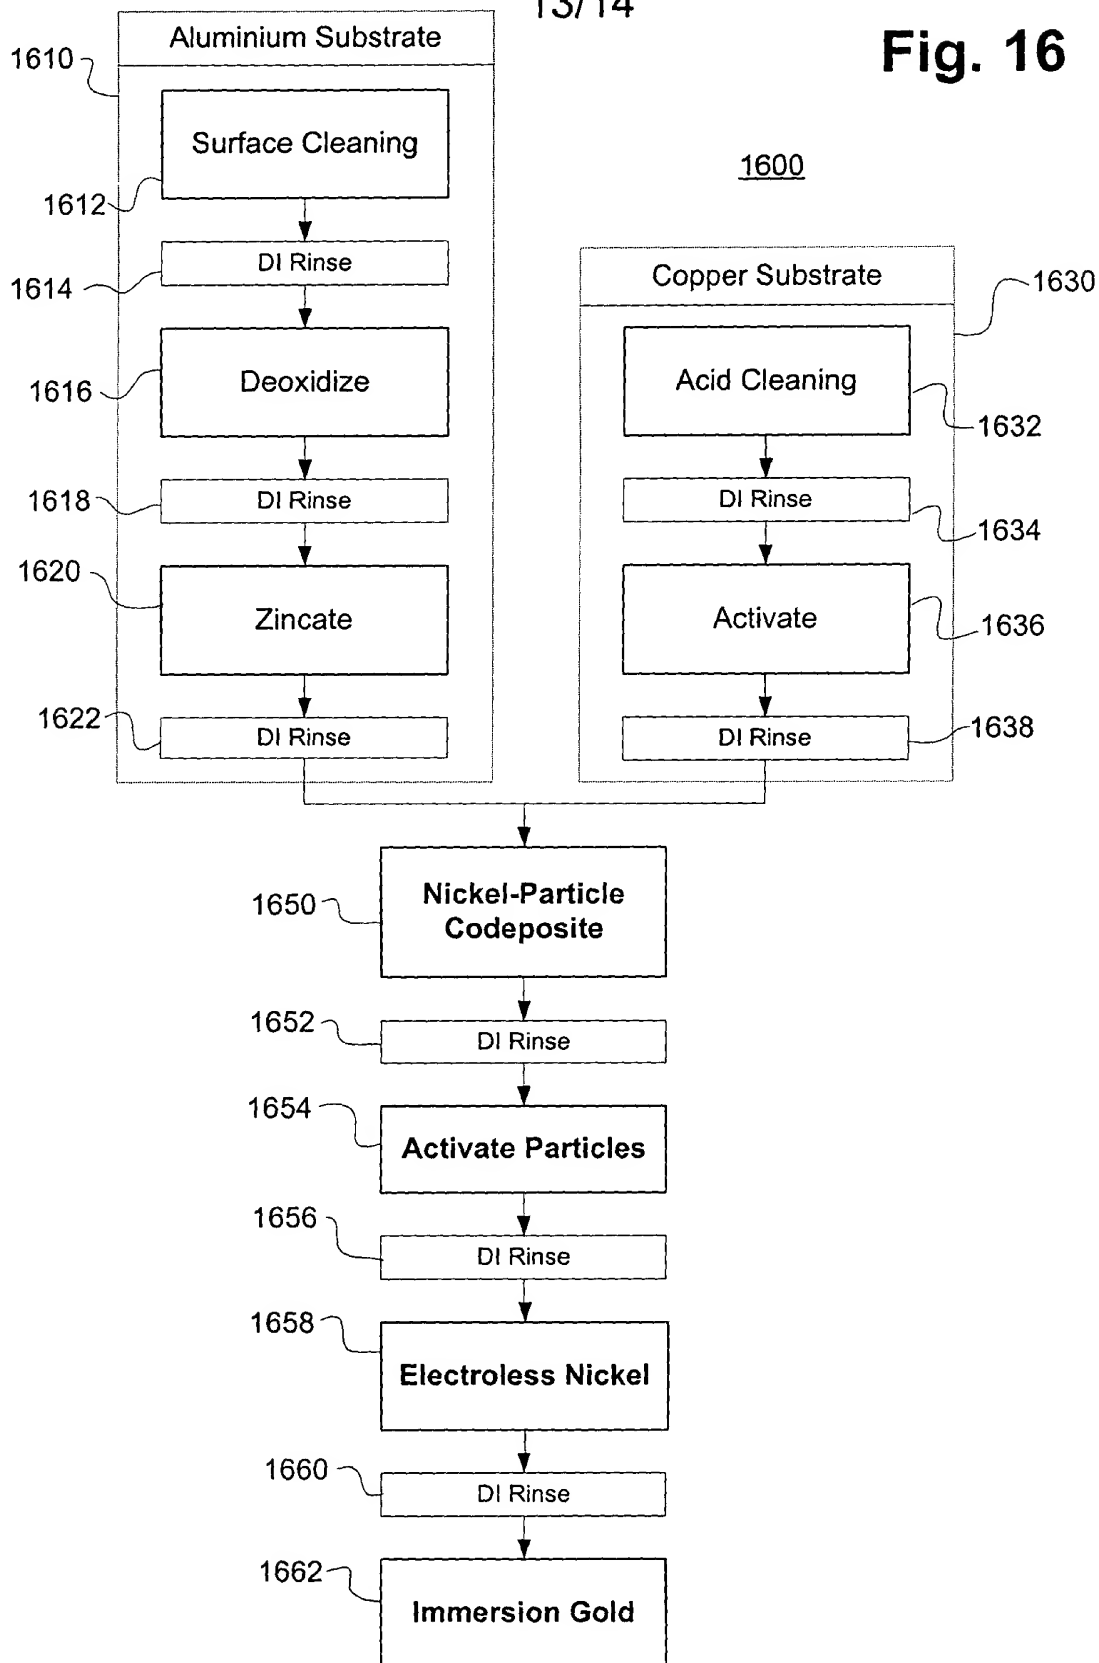 13/14
Fig. 16
1600
Aluminium Substrate
1610
Surface Cleaning
1612
DI Rinse
1614
Deoxidize
1616
DI Rinse
1618
Zincate
1620
DI Rinse
1622
Copper Substrate
1630
Acid Cleaning
1632
DI Rinse
1634
Activate
1636
DI Rinse
1638
Nickel-Particle
Codeposite
1650
DI Rinse
1652
Activate Particles
1654
DI Rinse
1656
Electroless Nickel
1658
DI Rinse
1660
Immersion Gold
1662